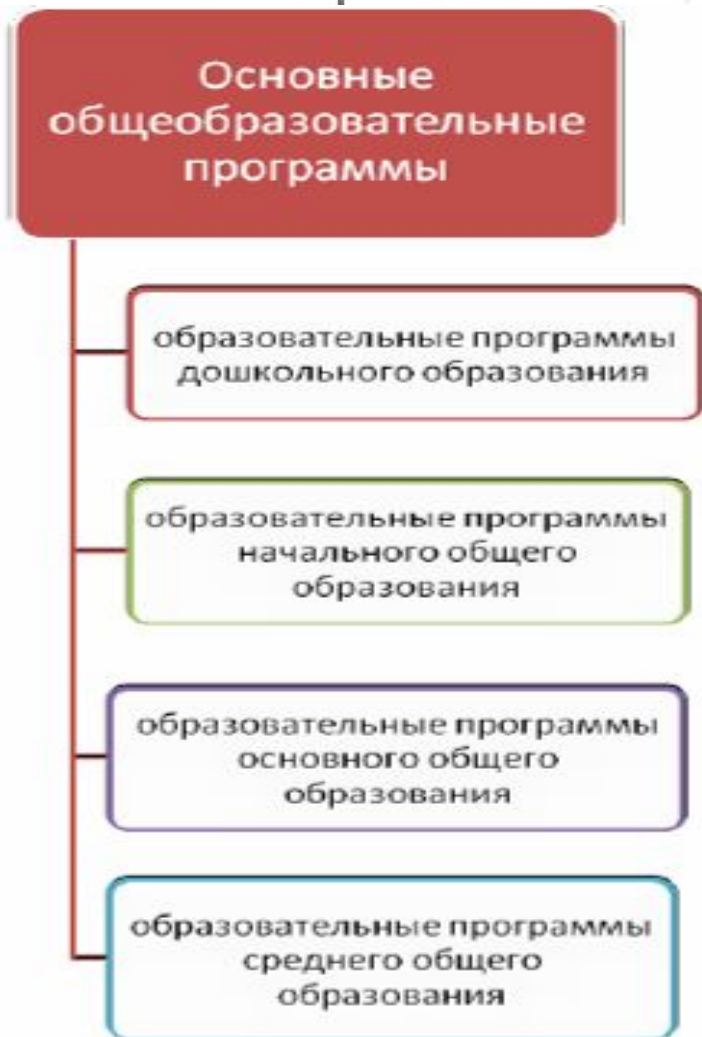 Основные
общеобразовательные
программы
образовательные программы
дошкольного образования
образовательные программы
начального общего
образования
образовательные программы
основного общего
образования
образовательные программы
среднего общего
образования